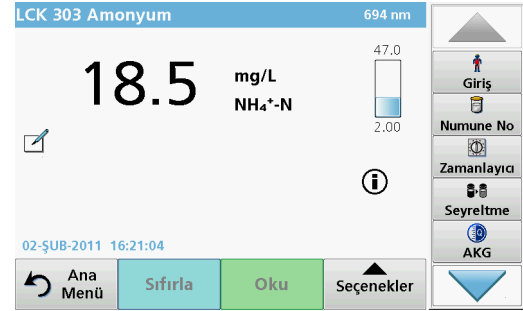 LCK 303 Amonyum 694 nm
47.0
18.5 mg/L
NH₄⁺-N
2.00
i
02-ŞUB-2011 16:21:04
Ana Menü
Sıfırla
Oku
Seçenekler
Giriş
Numune No
Zamanlayıcı
Seyreltme
AKG